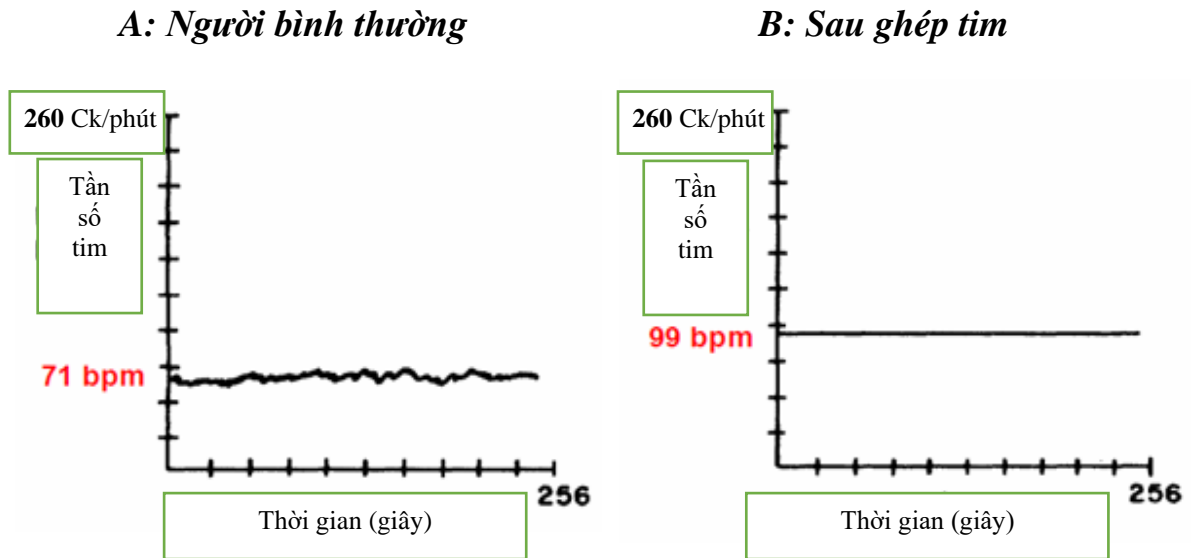 A: Người bình thường
B: Sau ghép tim
260 Ck/phút
Tần
số
tim
71 bpm
256
Thời gian (giây)
260 Ck/phút
Tần
số
tim
99 bpm
256
Thời gian (giây)